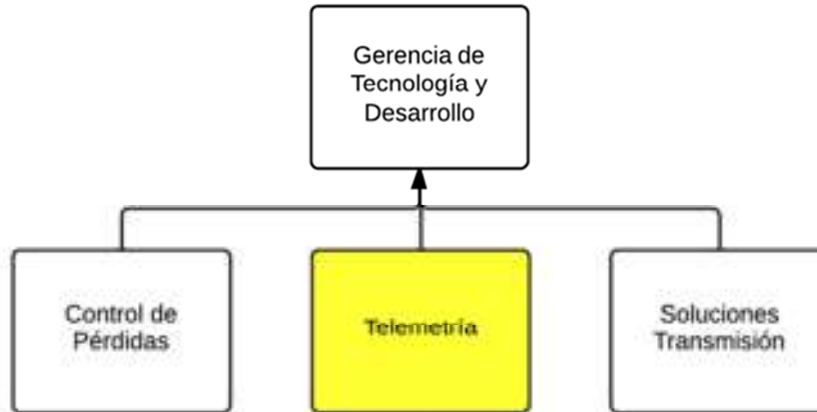 Gerencia de
Tecnología y
Desarrollo
Control de
Pérdidas
Telemetría
Soluciones
Transmisión